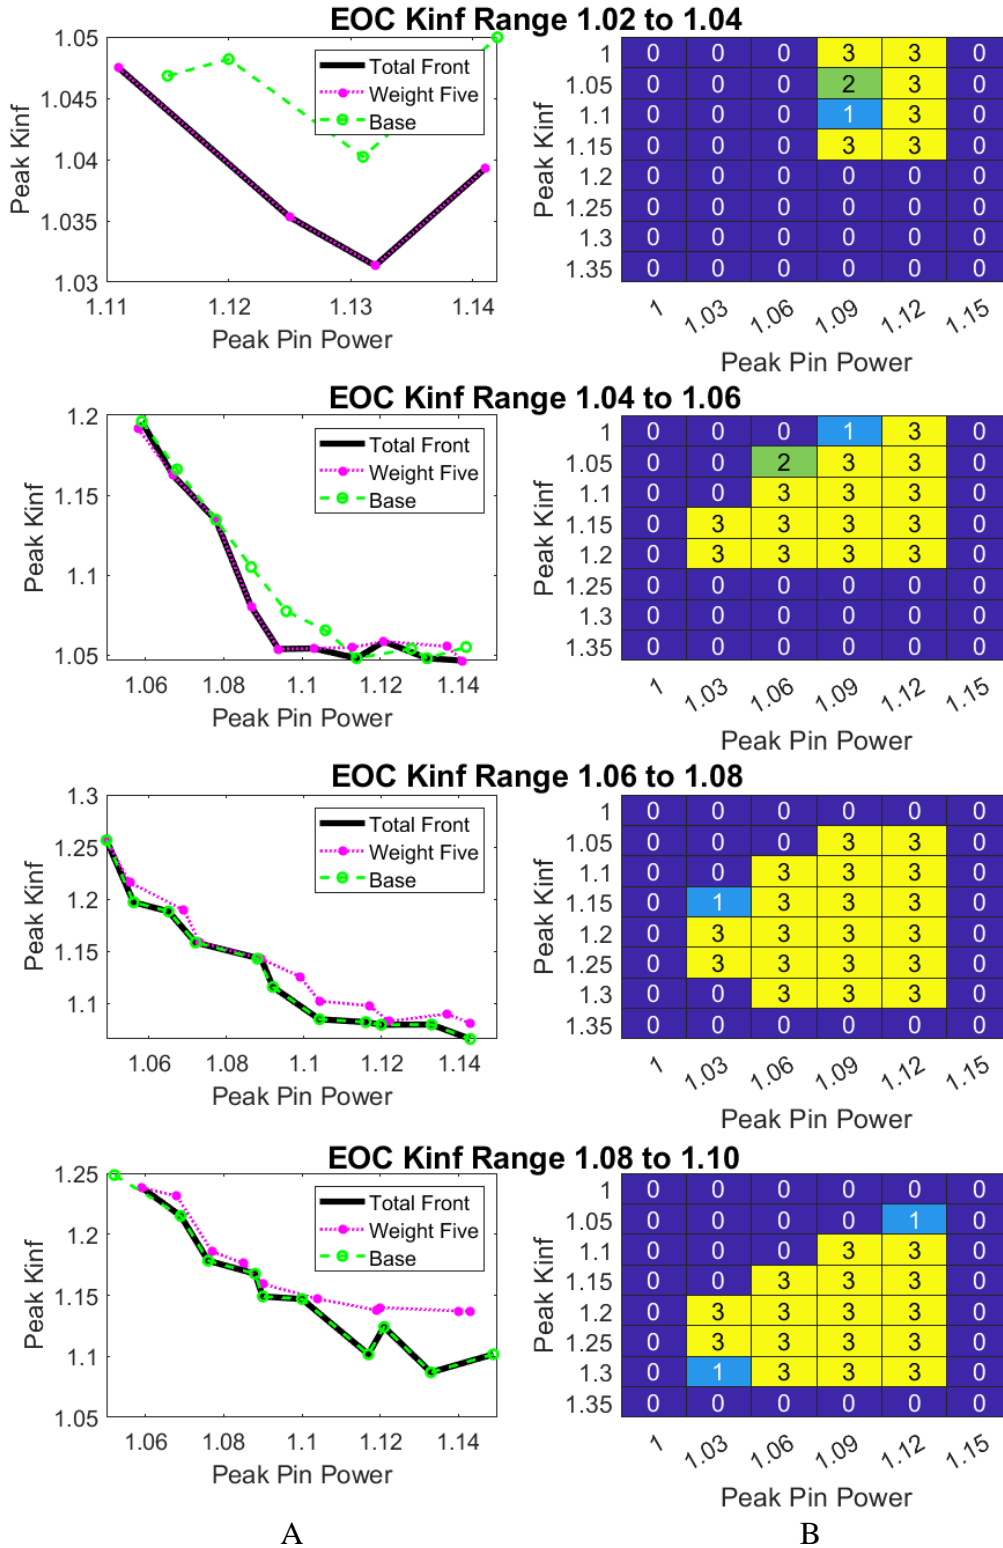 EOC Kinf Range 1.02 to 1.04
1.05
1.045
1.04
1.035
1.03
Peak Kinf
Total Front
Weight Five
Base
1.11 1.12 1.13 1.14
Peak Pin Power
Peak Kinf
1 0 0 0 3 3 0
1.05 0 0 0 2 3 0
1.1 0 0 0 1 3 0
1.15 0 0 0 3 3 0
1.2 0 0 0 0 0 0
1.25 0 0 0 0 0 0
1.3 0 0 0 0 0 0
1.35 0 0 0 0 0 0
1 1.03 1.06 1.09 1.12 1.15
Peak Pin Power
EOC Kinf Range 1.04 to 1.06
1.2
1.15
1.1
1.05
Peak Kinf
Total Front
Weight Five
Base
1.06 1.08 1.1 1.12 1.14
Peak Pin Power
Peak Kinf
1 0 0 0 1 3 0
1.05 0 0 2 3 3 0
1.1 0 0 3 3 3 0
1.15 0 3 3 3 3 0
1.2 0 3 3 3 3 0
1.25 0 0 0 0 0 0
1.3 0 0 0 0 0 0
1.35 0 0 0 0 0 0
1 1.03 1.06 1.09 1.12 1.15
Peak Pin Power
EOC Kinf Range 1.06 to 1.08
1.3
1.25
1.2
1.15
1.1
Peak Kinf
Total Front
Weight Five
Base
1.06 1.08 1.1 1.12 1.14
Peak Pin Power
Peak Kinf
1 0 0 0 0 0 0
1.05 0 0 0 3 3 0
1.1 0 0 3 3 3 0
1.15 0 1 3 3 3 0
1.2 0 3 3 3 3 0
1.25 0 3 3 3 3 0
1.3 0 0 3 3 3 0
1.35 0 0 0 0 0 0
1 1.03 1.06 1.09 1.12 1.15
Peak Pin Power
EOC Kinf Range 1.08 to 1.10
1.25
1.2
1.15
1.1
1.05
Peak Kinf
Total Front
Weight Five
Base
1.06 1.08 1.1 1.12 1.14
Peak Pin Power
Peak Kinf
1 0 0 0 0 0 0
1.05 0 0 0 0 1 0
1.1 0 0 0 3 3 0
1.15 0 0 3 3 3 0
1.2 0 3 3 3 3 0
1.25 0 3 3 3 3 0
1.3 0 1 3 3 3 0
1.35 0 0 0 0 0 0
1 1.03 1.06 1.09 1.12 1.15
Peak Pin Power
A B